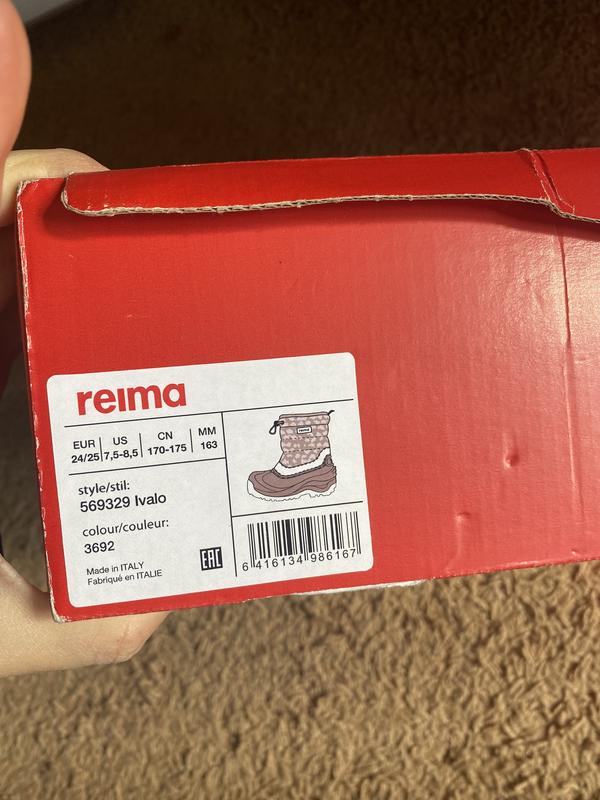 reima
EUR US CN MM
24/25 7,5-8,5 170-175 163
style/stil:
569329 Ivalo
colour/couleur:
3692
Made in ITALY
Fabriqué en ITALIE
EAC
reima
6 416134 986167